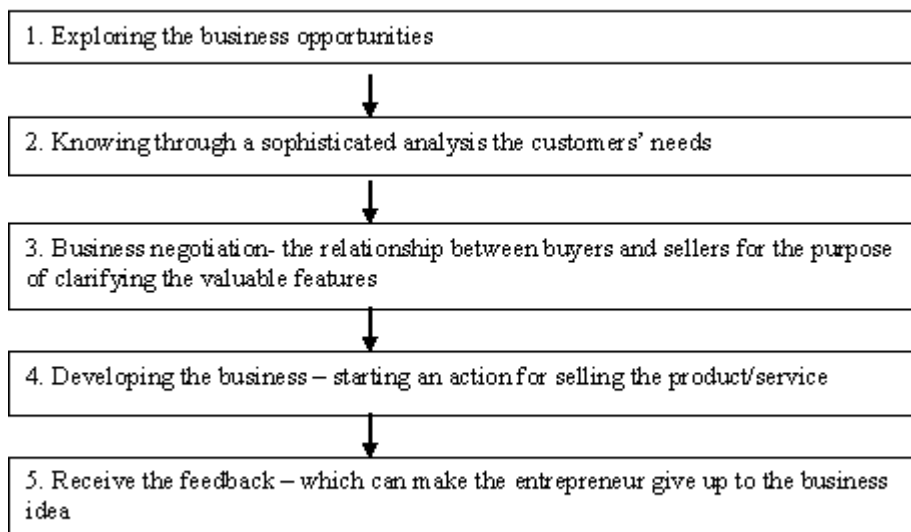 1. Exploring the business opportunities
2. Knowing through a sophisticated analysis the customers’ needs
3. Business negotiation- the relationship between buyers and sellers for the purpose
of clarifying the valuable features
4. Developing the business – starting an action for selling the product/service
5. Receive the feedback – which can make the entrepreneur give up to the business
idea